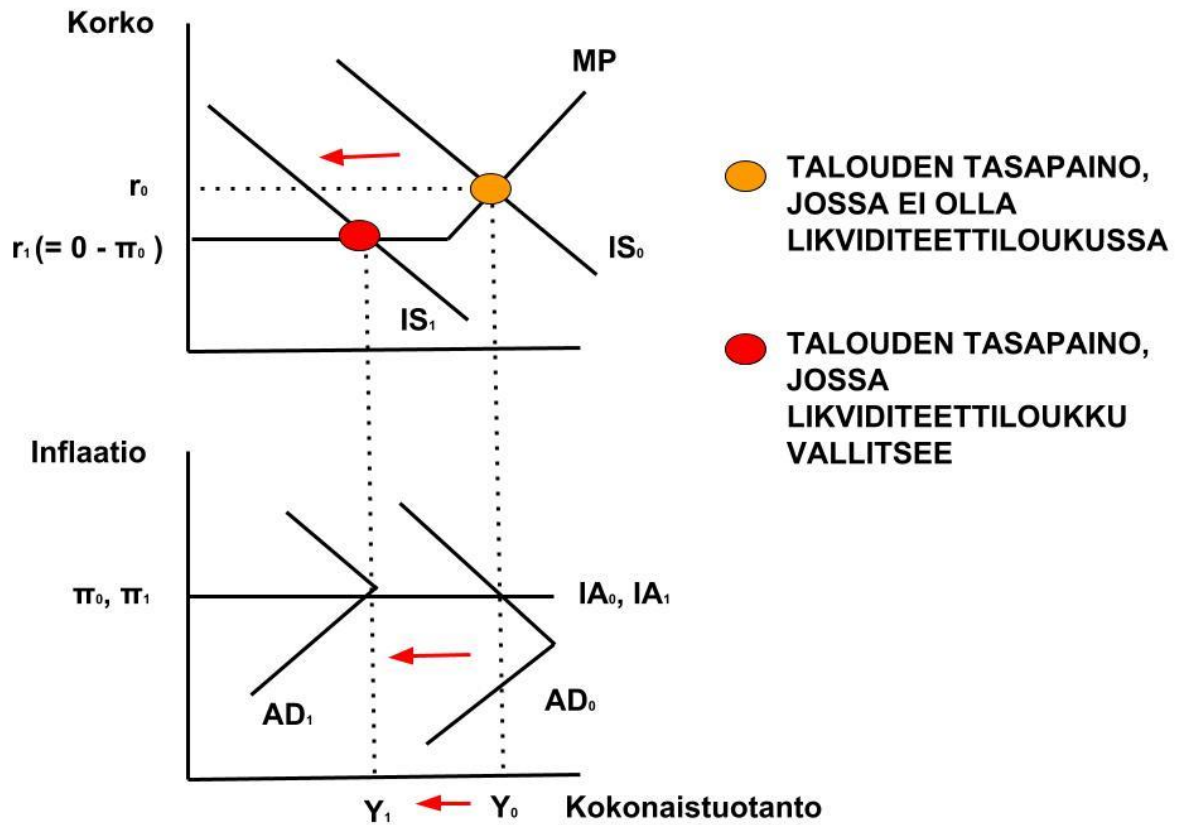 Korko
MP
r₀
r₁ (= 0 - π₀ )
IS₀
IS₁
TALOUDEN TASAPAINO,
JOSSA EI OLLA
LIKVIDITEETTILOUKUSSA
TALOUDEN TASAPAINO,
JOSSA
LIKVIDITEETTILOUKKU
VALLITSEE
Inflaatio
π₀, π₁
IA₀, IA₁
AD₁
AD₀
Y₁
Y₀
Kokonaistuotanto